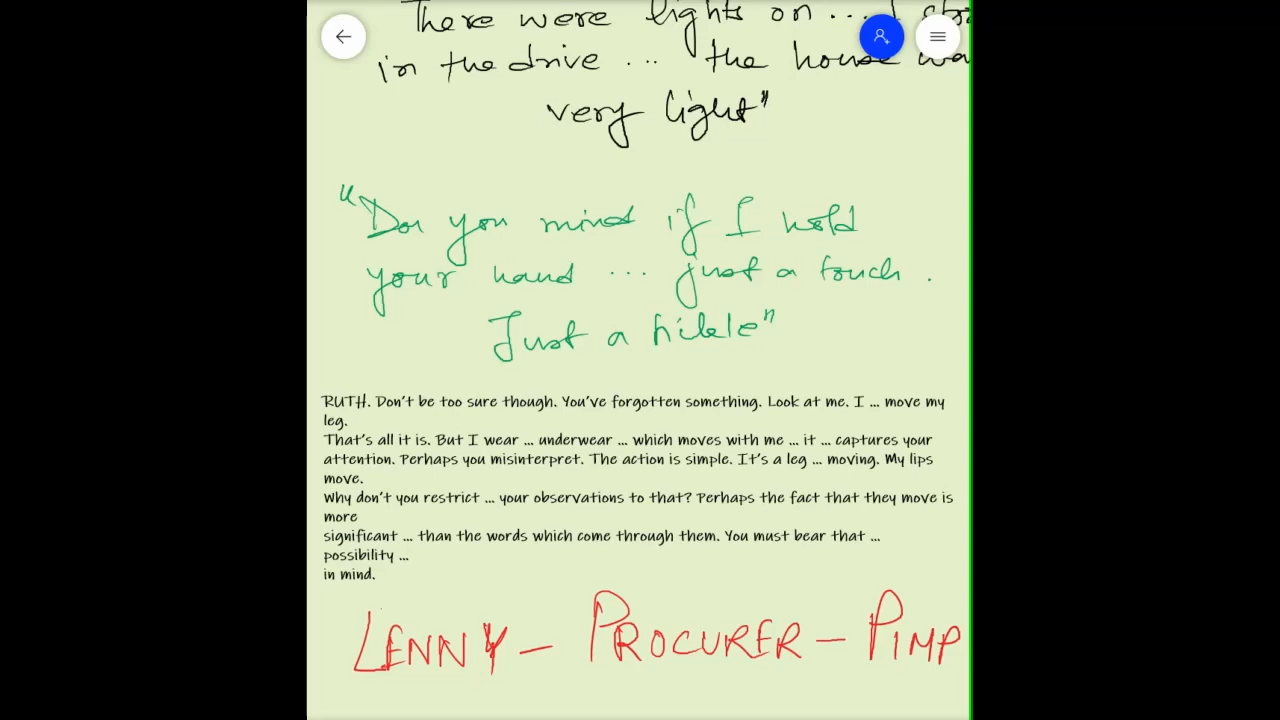 There were lights on ... I
in the drive ... the house wa
very light"
"Do you mind if I hold
your hand ... just a touch .
Just a tickle"
RUTH. Don't be too sure though. You've forgotten something. Look at me. I ... move my
leg.
That's all it is. But I wear ... underwear ... which moves with me ... it ... captures your
attention. Perhaps you misinterpret. The action is simple. It's a leg ... moving. My lips
move.
Why don't you restrict ... your observations to that? Perhaps the fact that they move is
more
significant ... than the words which come through them. You must bear that ...
possibility ...
in mind.
LENNY - PROCURER - PIMP